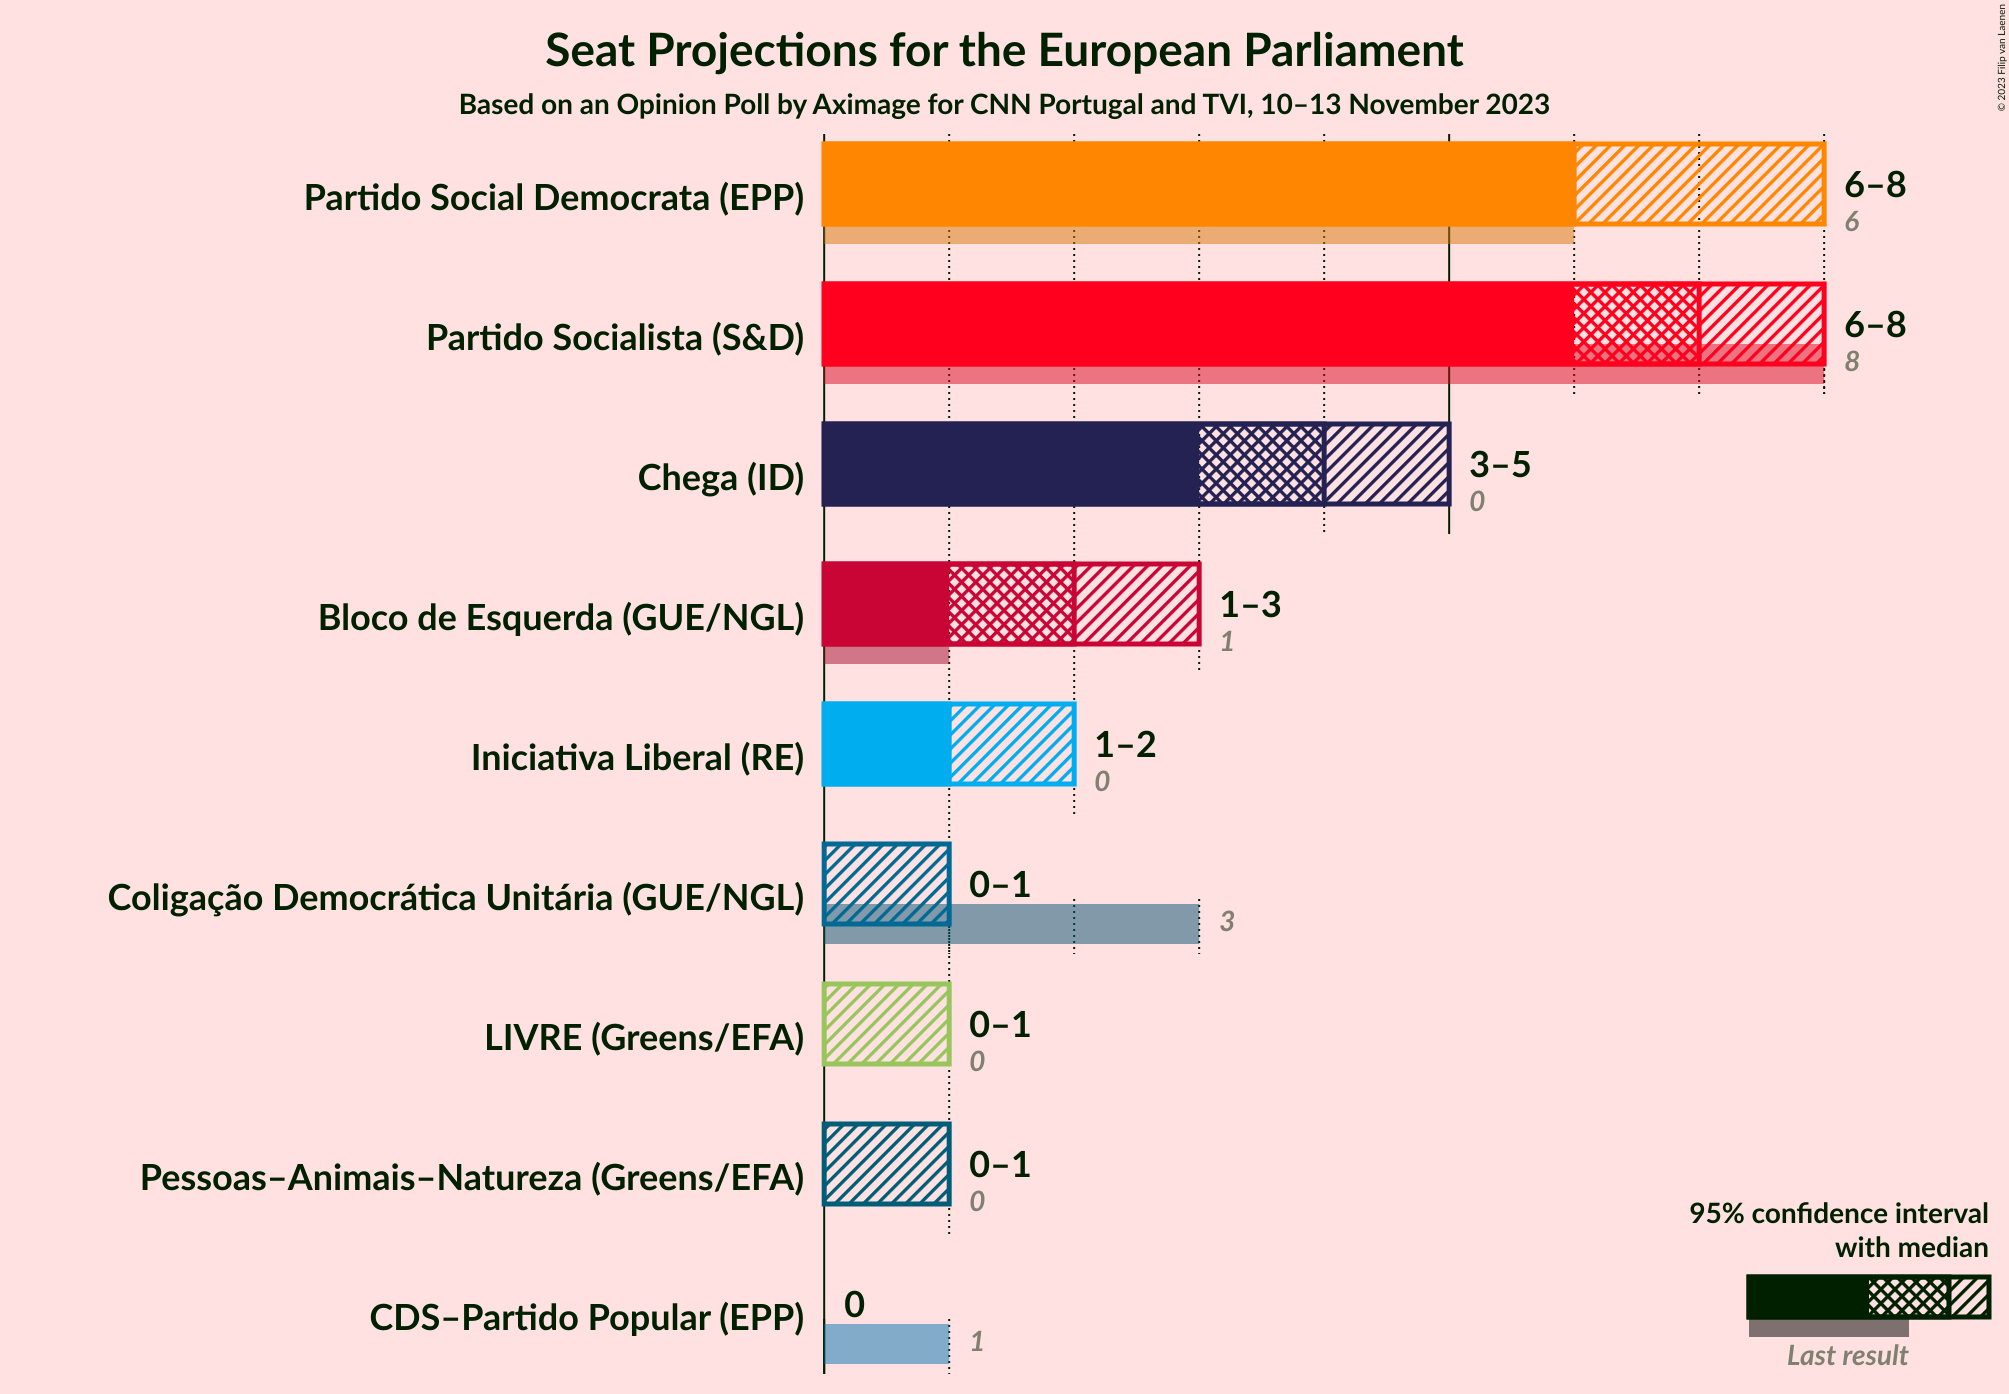 Seat Projections for the European Parliament
Based on an Opinion Poll by Aximage for CNN Portugal and TVI, 10–13 November 2023
© 2023 Filip van Laenen
Partido Social Democrata (EPP)
6–8
6
Partido Socialista (S&D)
6–8
8
Chega (ID)
3–5
0
Bloco de Esquerda (GUE/NGL)
1–3
1
Iniciativa Liberal (RE)
1–2
0
Coligação Democrática Unitária (GUE/NGL)
0–1
3
LIVRE (Greens/EFA)
0–1
0
Pessoas–Animais–Natureza (Greens/EFA)
0–1
0
CDS–Partido Popular (EPP)
0
1
95% confidence interval
with median
Last result